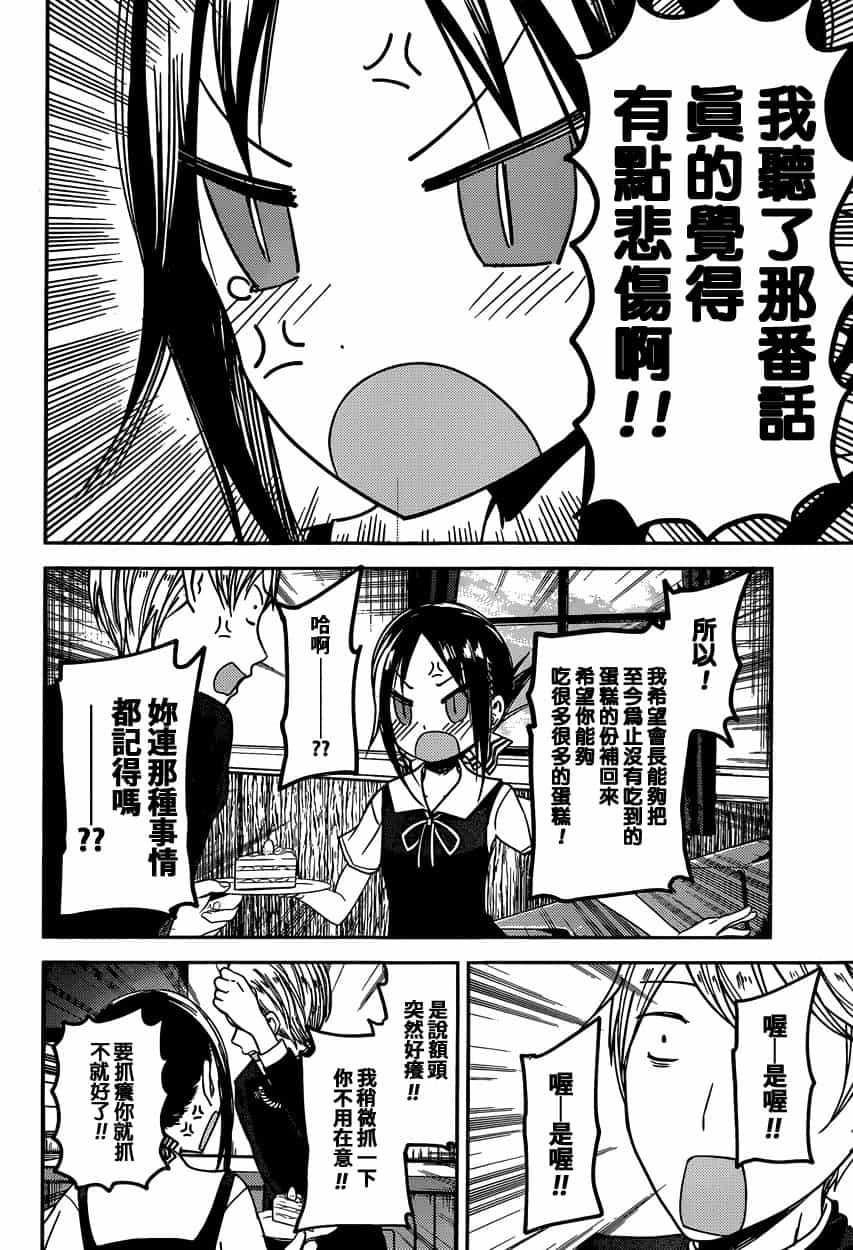 我聽了那番話
真的覺得
有點悲傷啊!!
所以！
我希望會長能夠把
至今為止沒有吃到的
蛋糕的份補回來
希望你能夠
吃很多很多的蛋糕！
哈啊
——??
妳連那種事情
都記得嗎
——??
喔—是喔!!
喔—是喔!!
是說額頭
突然好癢!!
我稍微抓一下
你不用在意!!
要抓癢你就抓
不就好了!!